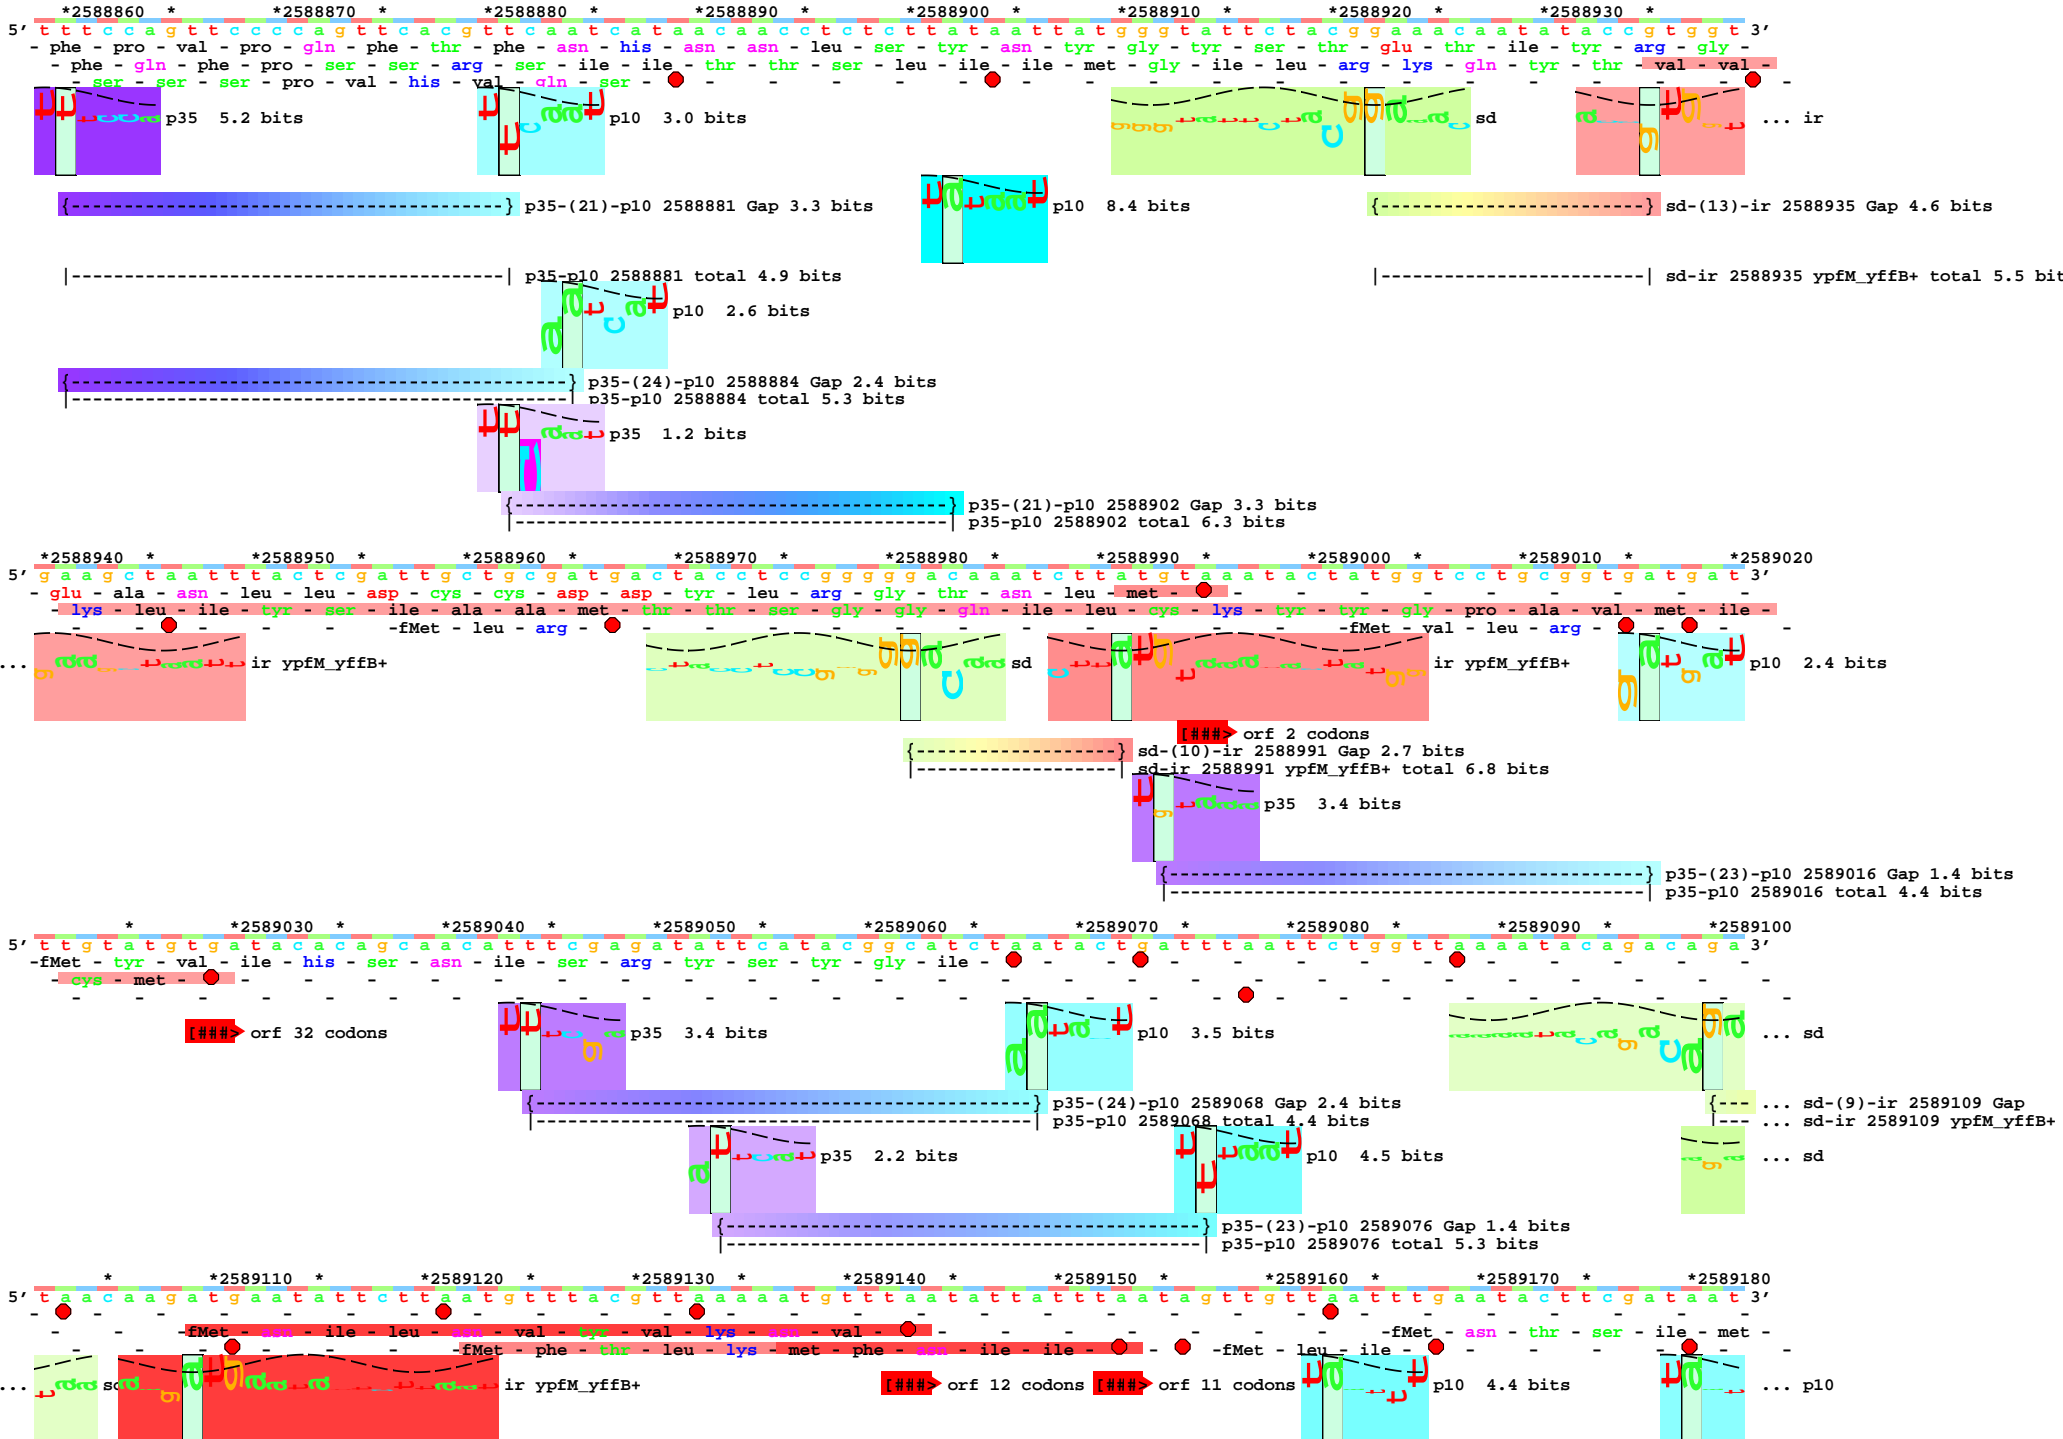 *2588860 * *2588870 * *2588880 * *2588890 * *2588900 * *2588910 * *2588920 * *2588930 *
5' t t t c c a g t t c c c c a g t t c a c g t t c a a t c a t a a c a a c c t c t c t t a t a a t t a t g g g t a t t c t a c g g a a a c a a t a t a c c g t g g t 3'
- phe - pro - val - pro - gln - phe - thr - phe - asn - his - asn - asn - leu - ser - tyr - asn - tyr - gly - tyr - ser - thr - glu - thr - ile - tyr - arg - gly -
- phe - gln - phe - pro - ser - ser - arg - ser - ile - ile - thr - thr - ser - leu - ile - ile - met - gly - ile - leu - arg - lys - gln - tyr - thr - val - val -
ser - ser - ser - pro - val - his - val - gln - ser -
p35 5.2 bits
p10 3.0 bits
sd
... ir
{--------------------} p35-(21)-p10 2588881 Gap 3.3 bits
p10 8.4 bits
{------------} sd-(13)-ir 2588935 Gap 4.6 bits
|--------------------| p35-p10 2588881 total 4.9 bits
|------------| sd-ir 2588935 ypfM_yffB+ total 5.5 bit
p10 2.6 bits
{-----------------------} p35-(24)-p10 2588884 Gap 2.4 bits
|-----------------------| p35-p10 2588884 total 5.3 bits
p35 1.2 bits
{--------------------} p35-(21)-p10 2588902 Gap 3.3 bits
|--------------------| p35-p10 2588902 total 6.3 bits
*2588940 * *2588950 * *2588960 * *2588970 * *2588980 * *2588990 * *2589000 * *2589010 * *2589020
5' g a a g c t a a t t t a c t c g a t t g c t g c g a t g a c t a c c t c c g g g g g a c a a a t c t t a t g t a a a t a c t a t g g t c c t g c g g t g a t g a t 3'
- glu - ala - asn - leu - leu - asp - cys - cys - asp - asp - tyr - leu - arg - gly - thr - asn - leu - met -
- lys - leu - ile - tyr - ser - ile - ala - ala - met - thr - thr - ser - gly - gly - gln - ile - leu - cys - lys - tyr - tyr - gly - pro - ala - val - met - ile -
-fMet - leu - arg - -fMet - val - leu - arg -
... ir ypfM_yffB+
sd
ir ypfM_yffB+
p10 2.4 bits
[###> orf 2 codons
{---------} sd-(10)-ir 2588991 Gap 2.7 bits
|---------| sd-ir 2588991 ypfM_yffB+ total 6.8 bits
p35 3.4 bits
{----------------------} p35-(23)-p10 2589016 Gap 1.4 bits
|----------------------| p35-p10 2589016 total 4.4 bits
* *2589030 * *2589040 * *2589050 * *2589060 * *2589070 * *2589080 * *2589090 * *2589100
5' t t g t a t g t g a t a c a c a g c a a c a t t t c g a g a t a t t c a t a c g g c a t c t a a t a c t g a t t t a a t t c t g g t t a a a a t a c a g a c a g a 3'
-fMet - tyr - val - ile - his - ser - asn - ile - ser - arg - tyr - ser - tyr - gly - ile -
- cys - met -
[###> orf 32 codons
p35 3.4 bits
p10 3.5 bits
... sd
{-----------------------} p35-(24)-p10 2589068 Gap 2.4 bits
{--- ... sd-(9)-ir 2589109 Gap
|-----------------------| p35-p10 2589068 total 4.4 bits
|--- ... sd-ir 2589109 ypfM_yffB+
p35 2.2 bits
p10 4.5 bits
... sd
{----------------------} p35-(23)-p10 2589076 Gap 1.4 bits
|----------------------| p35-p10 2589076 total 5.3 bits
* *2589110 * *2589120 * *2589130 * *2589140 * *2589150 * *2589160 * *2589170 * *2589180
5' t a a c a a g a t g a a t a t t c t t a a t g t t t a c g t t a a a a t g t t t a a t a t t a t t t a a t a g t t g t t a a t t t g a a t a c t t c g a t a a t 3'
-fMet - asn - ile - leu - asn - val - tyr - val - lys - asn - val - -fMet - asn - thr - ser - ile - met -
fMet - phe - thr - leu - lys - met - phe - asn - ile - ile - -fMet - leu - ile -
... sd
ir ypfM_yffB+
[###> orf 12 codons
[###> orf 11 codons
p10 4.4 bits
... p10